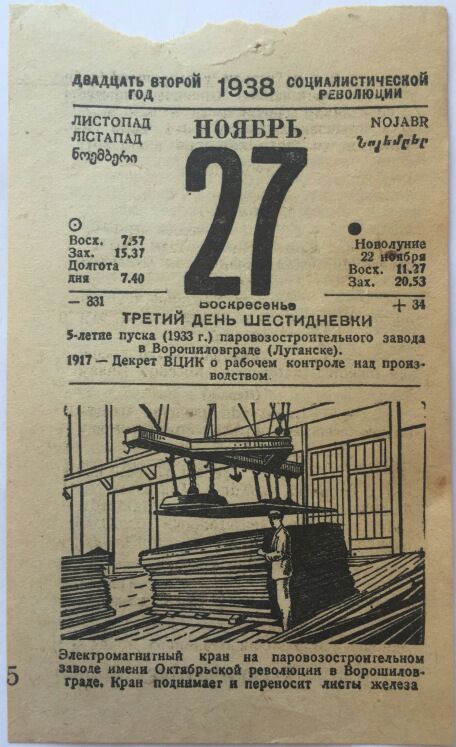 ДВАДЦАТЬ ВТОРОЙ ГОД 1938 СОЦИАЛИСТИЧЕСКОЙ РЕВОЛЮЦИИ
ЛИСТОПАД
ЛІСТАПАД
ნოემბერი
НОЯБРЬ
NOJABR
Նոյեմբեր
27
Восх. 7.57
Зах. 15.37
Долгота
дня 7.40
Новолуние
22 ноября
Восх. 11.27
Зах. 20.53
— 331
+ 34
Воскресенье
ТРЕТИЙ ДЕНЬ ШЕСТИДНЕВКИ
5-летие пуска (1933 г.) паровозостроительного завода
в Ворошиловграде (Луганске).
1917 — Декрет ВЦИК о рабочем контроле над произ-
водством.
Электромагнитный кран на паровозостроительном
заводе имени Октябрьской революции в Ворошилов-
граде. Кран поднимает и переносит листы железа
5